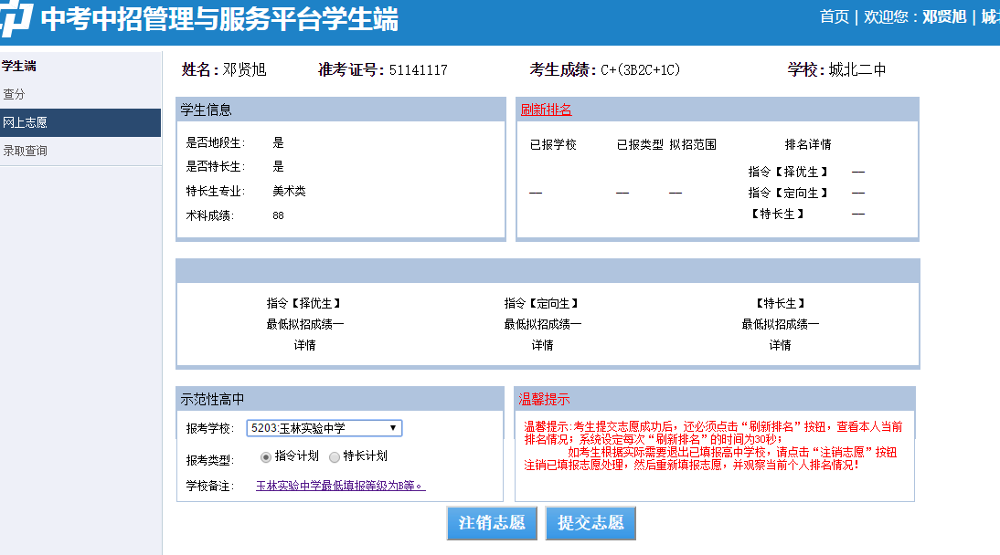 中考中招管理与服务平台学生端
首页 | 欢迎您：邓贤旭 | 城
学生端
查分
网上志愿
录取查询
姓名：邓贤旭 准考证号：51141117 考生成绩：C+(3B2C+1C) 学校：城北二中
学生信息
是否地段生： 是
是否特长生： 是
特长生专业： 美术类
术科成绩： 88
刷新排名
已报学校 已报类型 拟招范围 排名详情
指令【择优生】 —
— — — 指令【定向生】 —
【特长生】 —
指令【择优生】 指令【定向生】 【特长生】
最低拟招成绩— 最低拟招成绩— 最低拟招成绩—
详情 详情 详情
示范性高中
报考学校： 5203:玉林实验中学
报考类型： 指令计划 特长计划
学校备注： 玉林实验中学最低填报等级为B等。
温馨提示
温馨提示:考生提交志愿成功后，还必须点击“刷新排名”按钮，查看本人当前
排名情况；系统设定每次“刷新排名”的时间为30秒；
如考生根据实际需要退出已填报高中学校，请点击“注销志愿”按钮
注销已填报志愿处理，然后重新填报志愿，并观察当前个人排名情况！
注销志愿 提交志愿